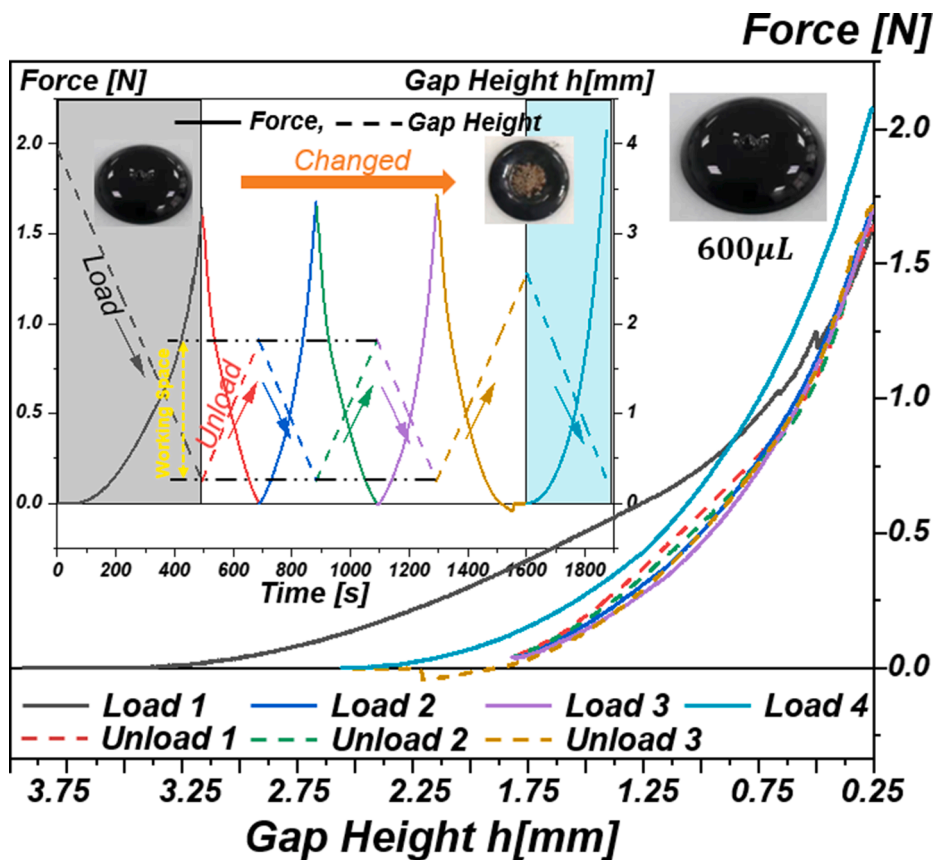 Force [N]
Force [N] Gap Height h[mm]
Force, Gap Height
Changed
600μL
Load
Working Space
Unload
2.0
1.5
1.0
0.5
0.0
4
3
2
1
0
0 200 400 600 800 1000 1200 1400 1600 1800
Time [s]
2.0
1.5
1.0
0.5
0.0
Load 1 Load 2 Load 3 Load 4
Unload 1 Unload 2 Unload 3
3.75 3.25 2.75 2.25 1.75 1.25 0.75 0.25
Gap Height h[mm]